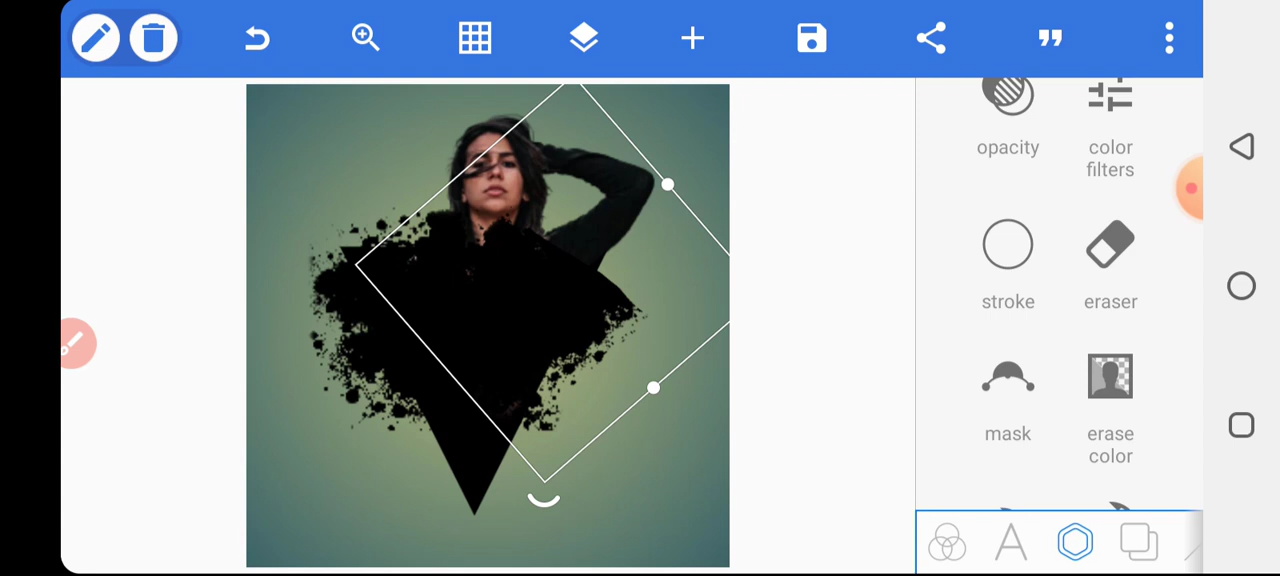 opacity
color
filters
stroke
eraser
mask
erase
color